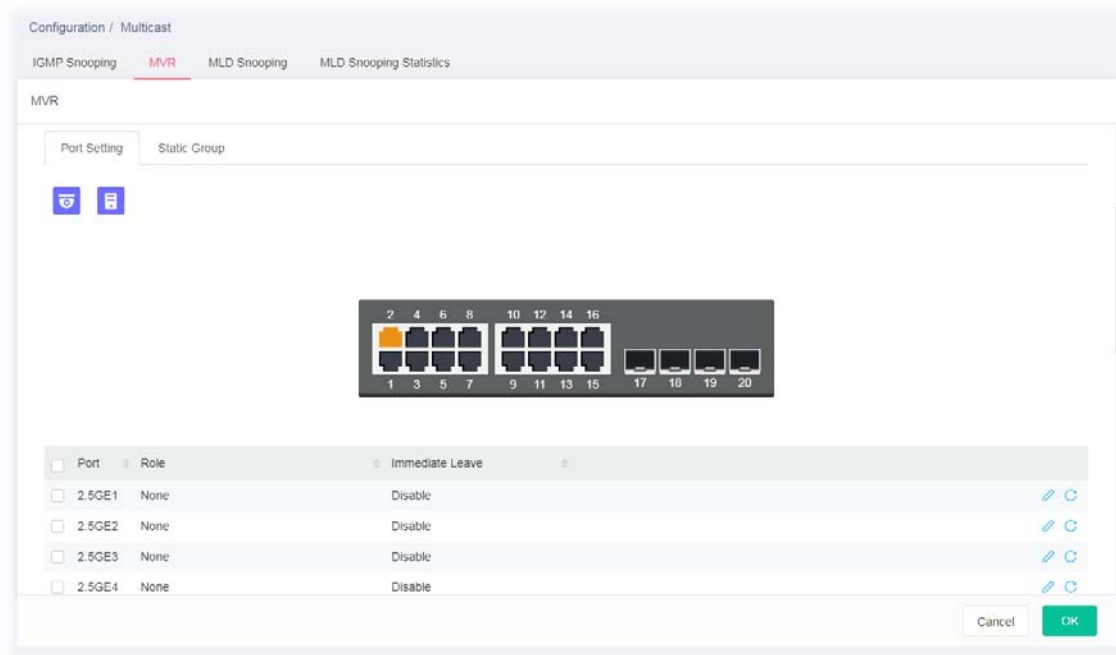 Configuration / Multicast
IGMP Snooping MVR MLD Snooping MLD Snooping Statistics
MVR
Port Setting Static Group
2 4 6 8 10 12 14 16
1 3 5 7 9 11 13 15 17 18 19 20
Port Role Immediate Leave
2.5GE1 None Disable
2.5GE2 None Disable
2.5GE3 None Disable
2.5GE4 None Disable
Cancel OK